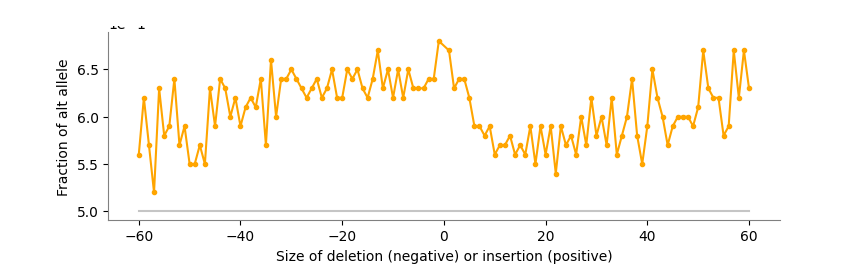 6.5
6.0
5.5
5.0
Fraction of alt allele
−60 −40 −20 0 20 40 60
Size of deletion (negative) or insertion (positive)